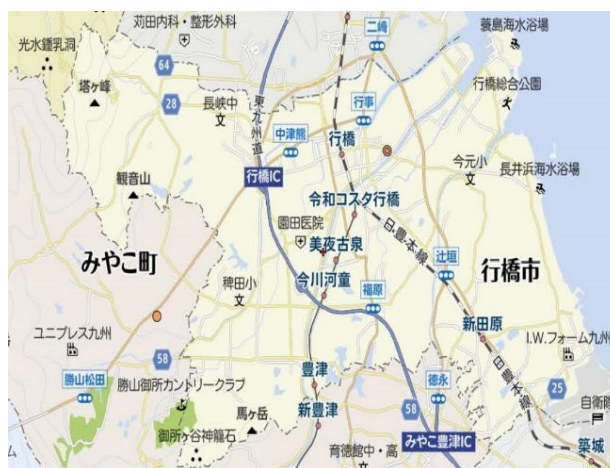 苅田内科・整形外科
二崎
蓑島海水浴場
光水鍾乳洞
64
行橋総合公園
塔ヶ峰
28
長峡中
東九州道
行事
中津熊
行橋
今元小
長井浜海水浴場
行橋IC
観音山
令和コスタ行橋
園田医院
日・豊本線
美夜古泉
みやこ町
辻垣
行橋市
今川河童
稗田小
福原
新田原
ユニプレス九州
I.W.フォーム九州
日豊本線
58
豊津
徳永
勝山松田
勝山御所カントリークラブ
25
馬ヶ岳
新豊津
58
自衛隊
みやこ豊津IC
御所ヶ谷神籠石
育徳館中・高
築城